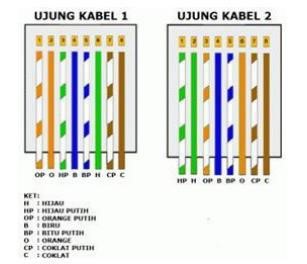 UJUNG KABEL 1
UJUNG KABEL 2
1 2 3 4 5 6 7 8
1 2 3 4 5 6 7 8
OP O HP B BP H CP C
HP H OP B BP O CP C
KET:
H : HIJAU
HP : HIJAU PUTIH
OP : ORANGE PUTIH
B : BIRU
BP : BITU PUTIH
O : ORANGE
CP : COKLAT PUTIH
C : COKLAT